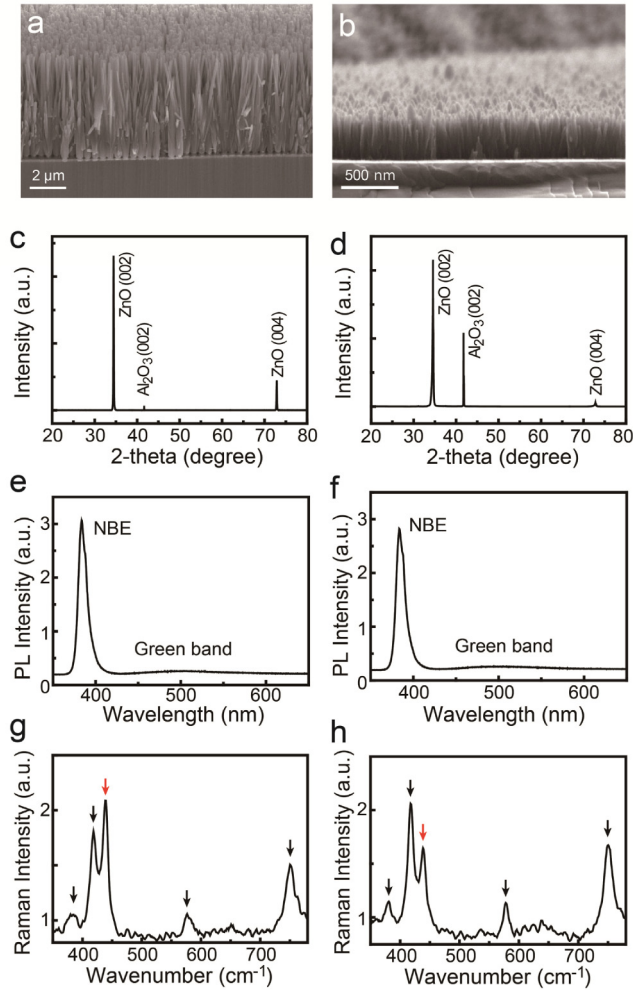 a
2 µm
b
500 nm
c
Intensity (a.u.)
ZnO (002)
Al2O3 (002)
ZnO (004)
20 30 40 50 60 70 80
2-theta (degree)
d
Intensity (a.u.)
ZnO (002)
Al2O3 (002)
ZnO (004)
20 30 40 50 60 70 80
2-theta (degree)
e
PL Intensity (a.u.)
3
2
1
0
NBE
Green band
400 600
Wavelength (nm)
f
PL Intensity (a.u.)
3
2
1
0
NBE
Green band
400 500 600
Wavelength (nm)
g
Raman Intensity (a.u.)
2
1
400 500 600 700
Wavenumber (cm-1)
h
Raman Intensity (a.u.)
2
1
400 500 600 700
Wavenumber (cm-1)